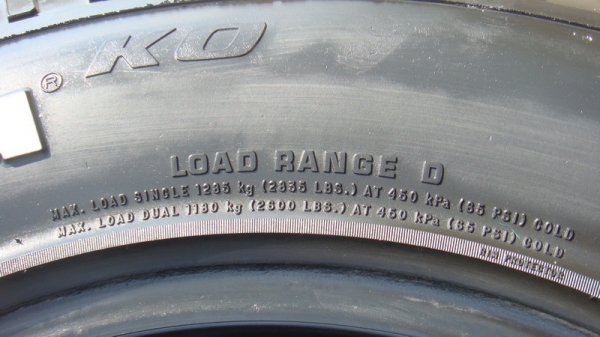 ® KO
LOAD RANGE D
MAX. LOAD SINGLE 1285 kg (2835 LBS.) AT 450 kPa (65 PSI) COLD
MAX. LOAD DUAL 1180 kg (2600 LBS.) AT 450 kPa (65 PSI) COLD